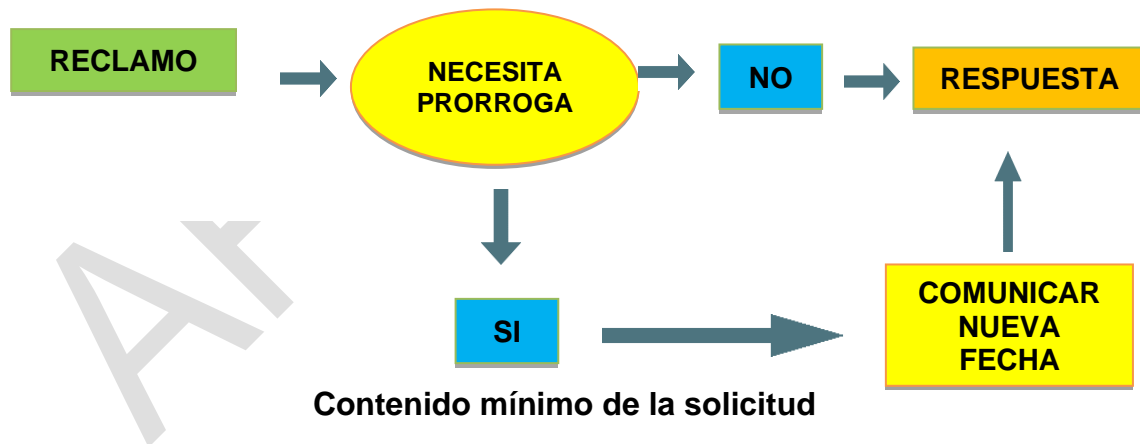 RECLAMO
NECESITA
PRORROGA
NO
RESPUESTA
SI
COMUNICAR
NUEVA
FECHA
Contenido mínimo de la solicitud